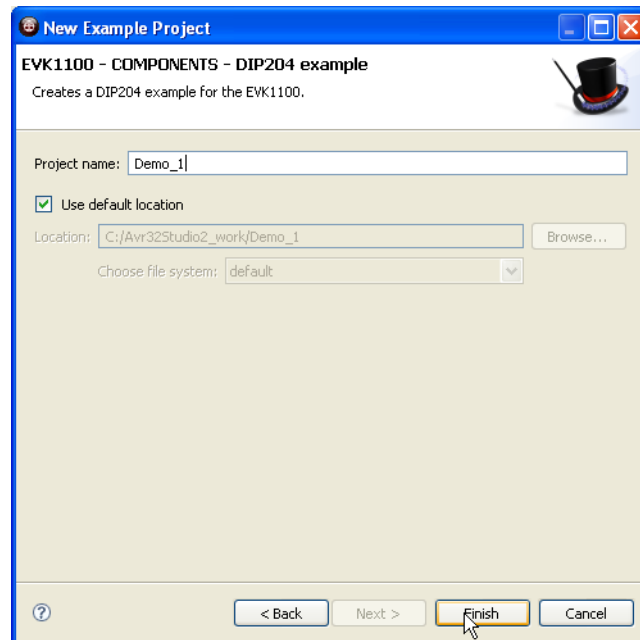 New Example Project
EVK1100 - COMPONENTS - DIP204 example
Creates a DIP204 example for the EVK1100.
Project name: Demo_1
Use default location
Location: C:/Avr32Studio2_work/Demo_1 Browse...
Choose file system: default
? < Back Next > Finish Cancel